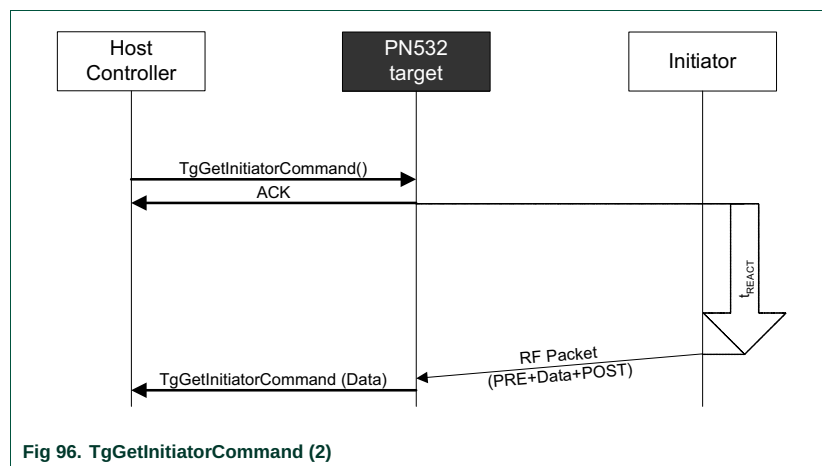 Host
Controller
PN532
target
Initiator
TgGetInitiatorCommand()
ACK
tREACT
RF Packet
(PRE+Data+POST)
TgGetInitiatorCommand (Data)
Fig 96. TgGetInitiatorCommand (2)